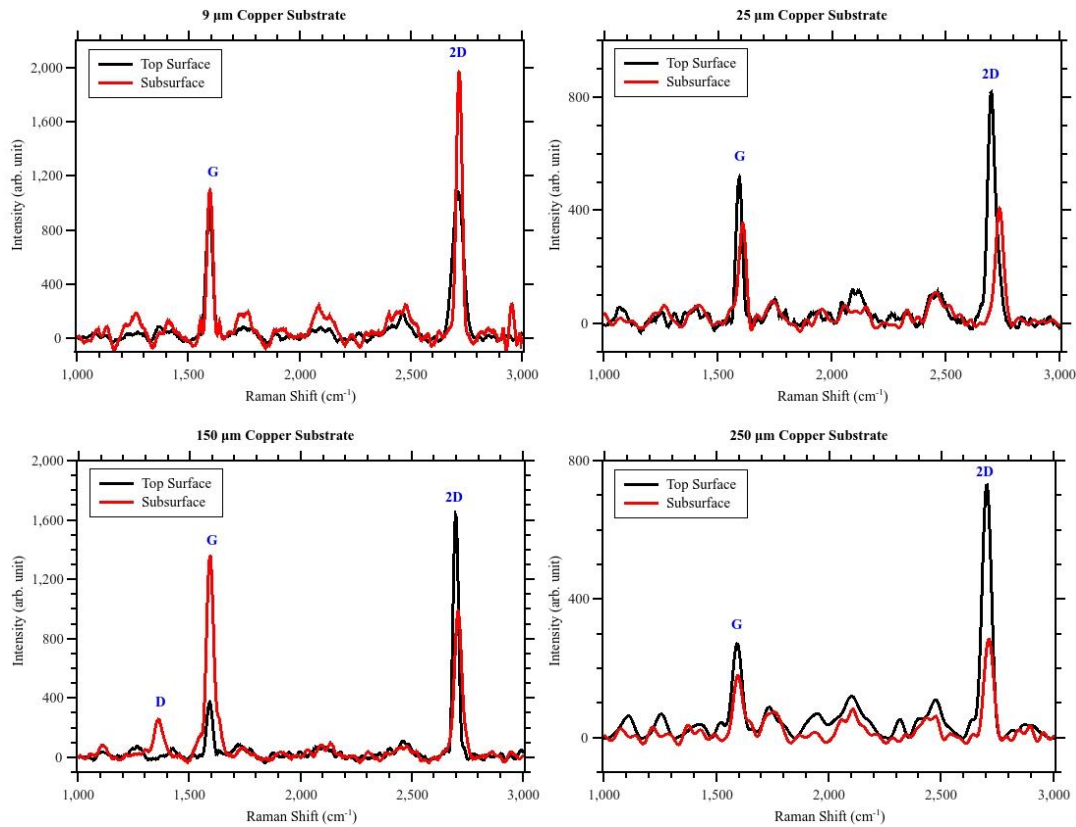 9 µm Copper Substrate
Top Surface
Subsurface
G
2D
2,000
1,600
1,200
800
400
0
Intensity (arb. unit)
1,000
1,500
2,000
2,500
3,000
Raman Shift (cm-1)
25 µm Copper Substrate
Top Surface
Subsurface
G
2D
800
400
0
Intensity (arb. unit)
1,000
1,500
2,000
2,500
3,000
Raman Shift (cm-1)
150 µm Copper Substrate
Top Surface
Subsurface
D
G
2D
2,000
1,600
1,200
800
400
0
Intensity (arb. unit)
1,000
1,500
2,000
2,500
3,000
Raman Shift (cm-1)
250 µm Copper Substrate
Top Surface
Subsurface
G
2D
800
400
0
Intensity (arb. unit)
1,000
1,500
2,000
2,500
3,000
Raman Shift (cm-1)